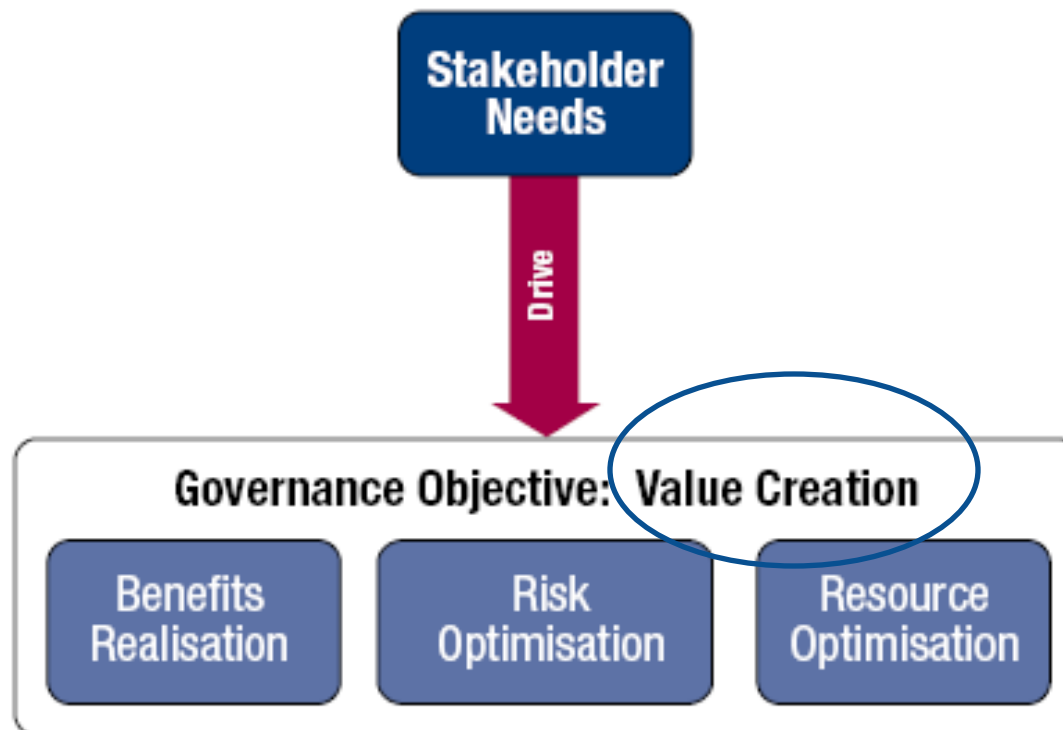 Stakeholder
Needs
Drive
Governance Objective: Value Creation
Benefits
Realisation
Risk
Optimisation
Resource
Optimisation